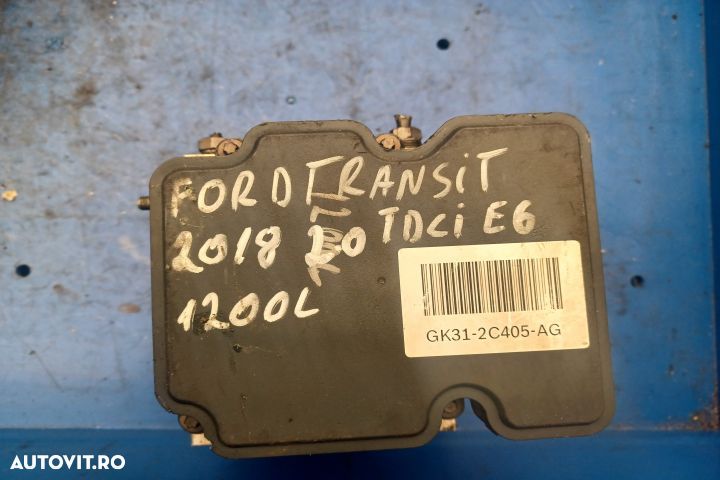 FORD TRANSIT
2018 2.0 TDCi E6
1200L
GK31-2C405-AG
AUTOVIT.RO